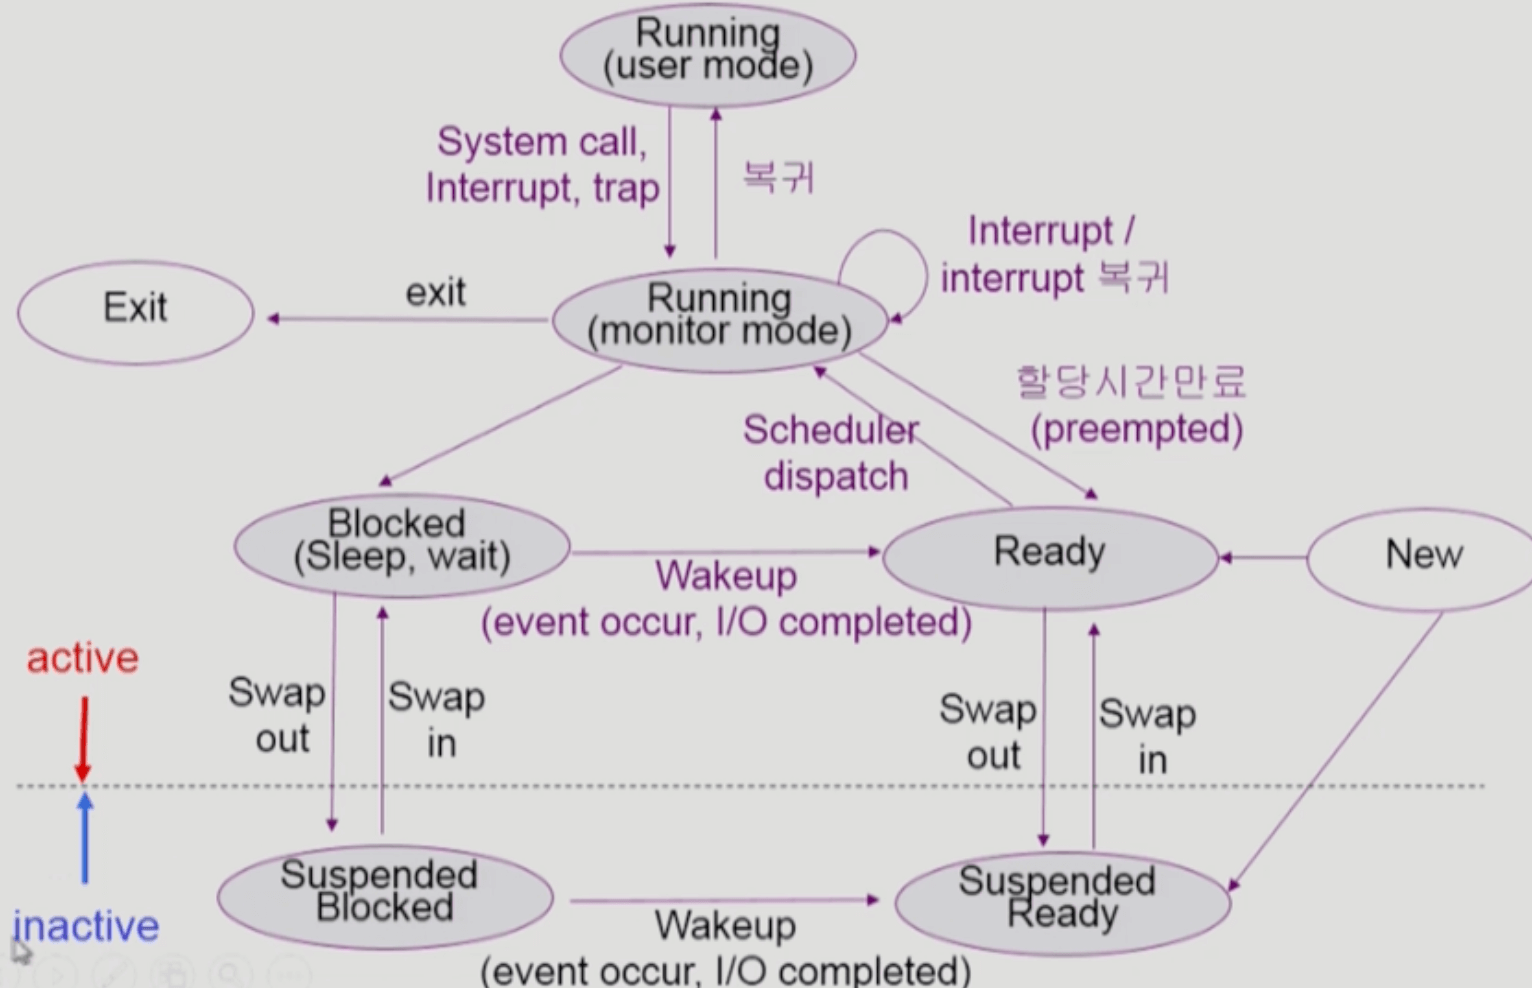 Running
(user mode)
System call,
Interrupt, trap
복귀
Interrupt /
interrupt 복귀
Exit
exit
Running
(monitor mode)
할당시간만료
(preempted)
Scheduler
dispatch
Blocked
(Sleep, wait)
Ready
New
Wakeup
(event occur, I/O completed)
active
Swap
out
Swap
in
Swap
out
Swap
in
inactive
Suspended
Blocked
Suspended
Ready
Wakeup
(event occur, I/O completed)